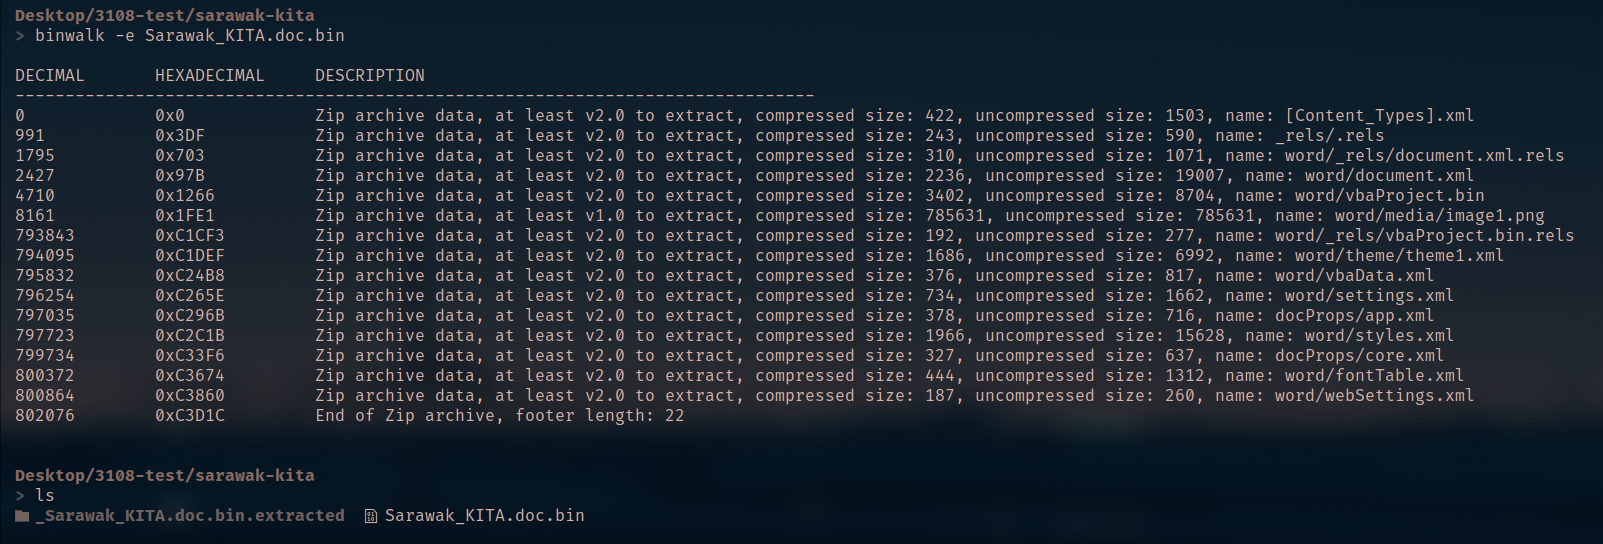 Desktop/3108-test/sarawak-kita
> binwalk -e Sarawak_KITA.doc.bin
DECIMAL       HEXADECIMAL     DESCRIPTION
--------------------------------------------------------------------------------
0             0x0             Zip archive data, at least v2.0 to extract, compressed size: 422, uncompressed size: 1503, name: [Content_Types].xml
991           0x3DF           Zip archive data, at least v2.0 to extract, compressed size: 243, uncompressed size: 590, name: _rels/.rels
1795          0x703           Zip archive data, at least v2.0 to extract, compressed size: 310, uncompressed size: 1071, name: word/_rels/document.xml.rels
2427          0x97B           Zip archive data, at least v2.0 to extract, compressed size: 2236, uncompressed size: 19007, name: word/document.xml
4710          0x1266          Zip archive data, at least v2.0 to extract, compressed size: 3402, uncompressed size: 8704, name: word/vbaProject.bin
8161          0x1FE1          Zip archive data, at least v1.0 to extract, compressed size: 785631, uncompressed size: 785631, name: word/media/image1.png
793843        0xC1CF3         Zip archive data, at least v2.0 to extract, compressed size: 192, uncompressed size: 277, name: word/_rels/vbaProject.bin.rels
794095        0xC1DEF         Zip archive data, at least v2.0 to extract, compressed size: 1686, uncompressed size: 6992, name: word/theme/theme1.xml
795832        0xC24B8         Zip archive data, at least v2.0 to extract, compressed size: 376, uncompressed size: 817, name: word/vbaData.xml
796254        0xC265E         Zip archive data, at least v2.0 to extract, compressed size: 734, uncompressed size: 1662, name: word/settings.xml
797035        0xC296B         Zip archive data, at least v2.0 to extract, compressed size: 378, uncompressed size: 716, name: docProps/app.xml
797723        0xC2C1B         Zip archive data, at least v2.0 to extract, compressed size: 1966, uncompressed size: 15628, name: word/styles.xml
799734        0xC33F6         Zip archive data, at least v2.0 to extract, compressed size: 327, uncompressed size: 637, name: docProps/core.xml
800372        0xC3674         Zip archive data, at least v2.0 to extract, compressed size: 444, uncompressed size: 1312, name: word/fontTable.xml
800864        0xC3860         Zip archive data, at least v2.0 to extract, compressed size: 187, uncompressed size: 260, name: word/webSettings.xml
802076        0xC3D1C         End of Zip archive, footer length: 22
Desktop/3108-test/sarawak-kita
> ls
_Sarawak_KITA.doc.bin.extracted  Sarawak_KITA.doc.bin